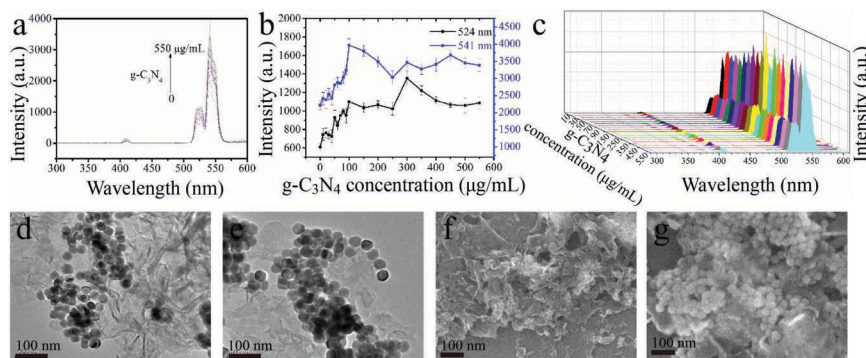 a
Intensity (a.u.)
4000
3000
2000
1000
0
550 μg/mL
g-C₃N₄
0
300 350 400 450 500 550 600
Wavelength (nm)
b
Intensity (a.u.)
2000
1800
1600
1400
1200
1000
800
600
524 nm
541 nm
4500
4000
3500
3000
2500
2000
1500
1000
0 100 200 300 400 500
g-C₃N₄ concentration (μg/mL)
c
Intensity (a.u.)
Intensity (a.u.)
g-C3N4
concentration (μg/mL)
150
250
350
450
550
300 350 400 450 500 550 600
Wavelength (nm)
d
100 nm
e
100 nm
f
100 nm
g
100 nm